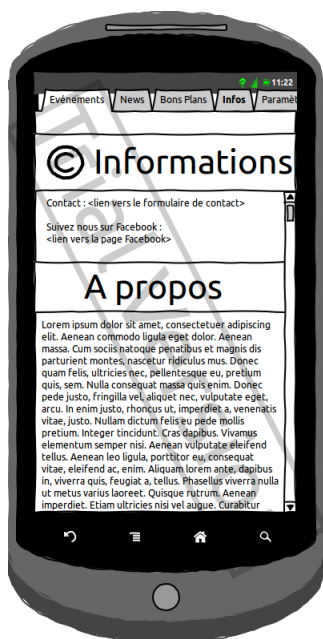 11:22
Evénements News Bons Plans Infos Paramèt
© Informations
Contact : <lien vers le formulaire de contact>
Suivez nous sur Facebook :
<lien vers la page Facebook>
A propos
Lorem ipsum dolor sit amet, consectetuer adipiscing
elit. Aenean commodo ligula eget dolor. Aenean
massa. Cum sociis natoque penatibus et magnis dis
parturient montes, nascetur ridiculus mus. Donec
quam felis, ultricies nec, pellentesque eu, pretium
quis, sem. Nulla consequat massa quis enim. Donec
pede justo, fringilla vel, aliquet nec, vulputate eget,
arcu. In enim justo, rhoncus ut, imperdiet a, venenatis
vitae, justo. Nullam dictum felis eu pede mollis
pretium. Integer tincidunt. Cras dapibus. Vivamus
elementum semper nisi. Aenean vulputate eleifend
tellus. Aenean leo ligula, porttitor eu, consequat
vitae, eleifend ac, enim. Aliquam lorem ante, dapibus
in, viverra quis, feugiat a, tellus. Phasellus viverra nulla
ut metus varius laoreet. Quisque rutrum. Aenean
imperdiet. Etiam ultricies nisi vel augue. Curabitur
Trial Version